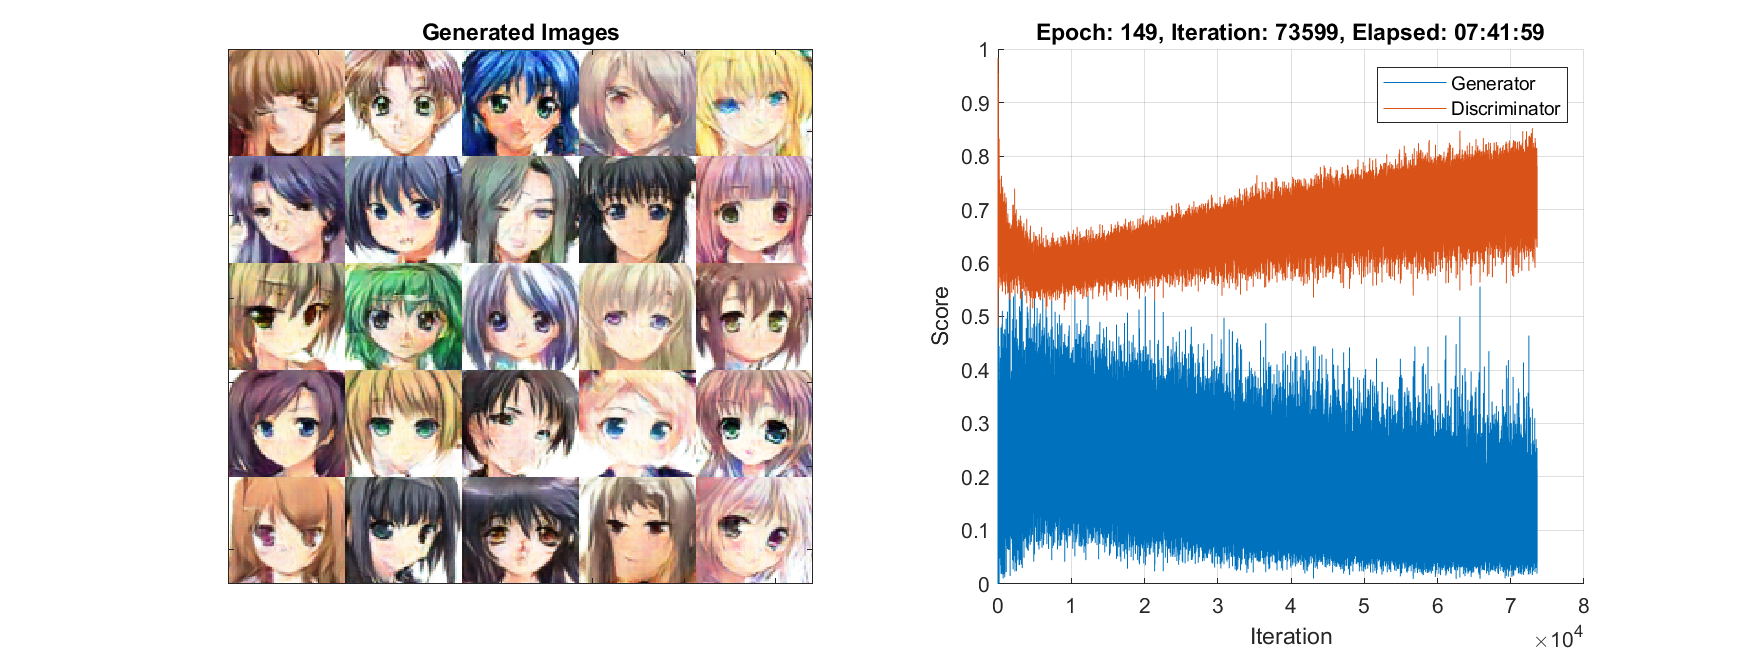 Generated Images
Epoch: 149, Iteration: 73599, Elapsed: 07:41:59
Generator
Discriminator
1
0.9
0.8
0.7
0.6
0.5
0.4
0.3
0.2
0.1
0
Score
0 1 2 3 4 5 6 7 8
Iteration
×10⁴